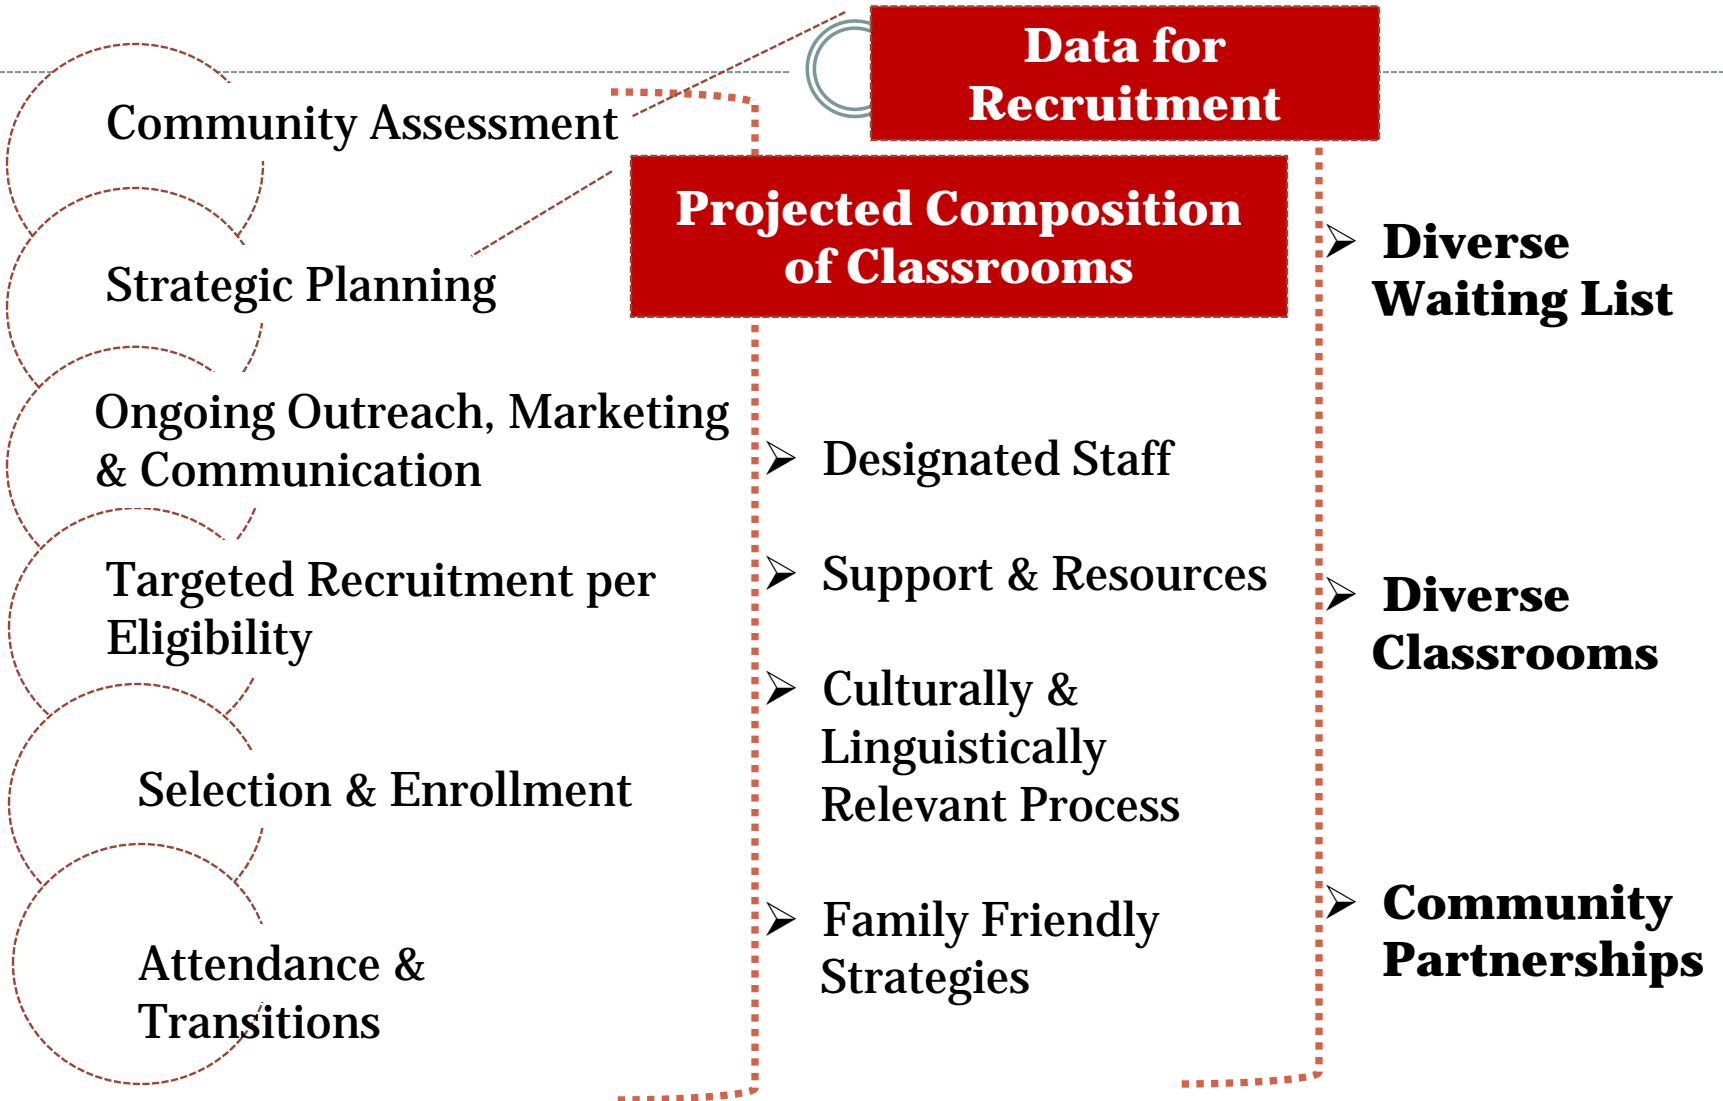 Data for
Recruitment
Community Assessment
Projected Composition
of Classrooms
Strategic Planning
Ongoing Outreach, Marketing
& Communication
Targeted Recruitment per
Eligibility
Selection & Enrollment
Attendance &
Transitions
➢ Designated Staff
➢ Support & Resources
➢ Culturally &
Linguistically
Relevant Process
➢ Family Friendly
Strategies
➢ Diverse
Waiting List
➢ Diverse
Classrooms
➢ Community
Partnerships